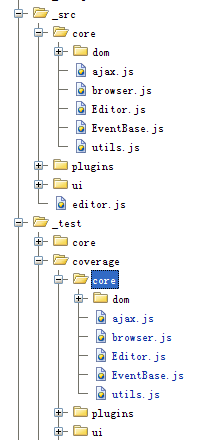 _src
core
dom
ajax.js
browser.js
Editor.js
EventBase.js
utils.js
plugins
ui
editor.js
_test
core
coverage
core
dom
ajax.js
browser.js
Editor.js
EventBase.js
utils.js
plugins
ui